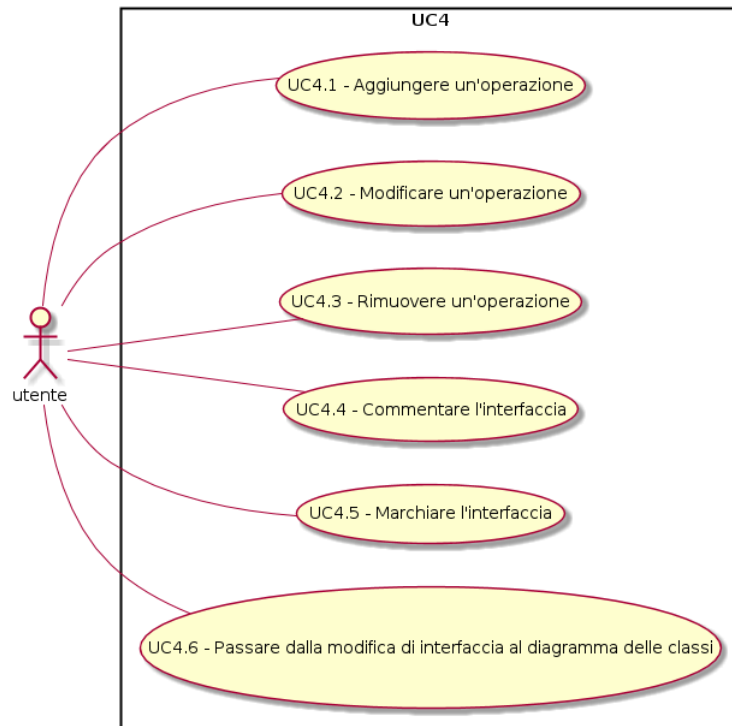 UC4
UC4.1 - Aggiungere un'operazione
UC4.2 - Modificare un'operazione
UC4.3 - Rimuovere un'operazione
utente
UC4.4 - Commentare l'interfaccia
UC4.5 - Marchiare l'interfaccia
UC4.6 - Passare dalla modifica di interfaccia al diagramma delle classi